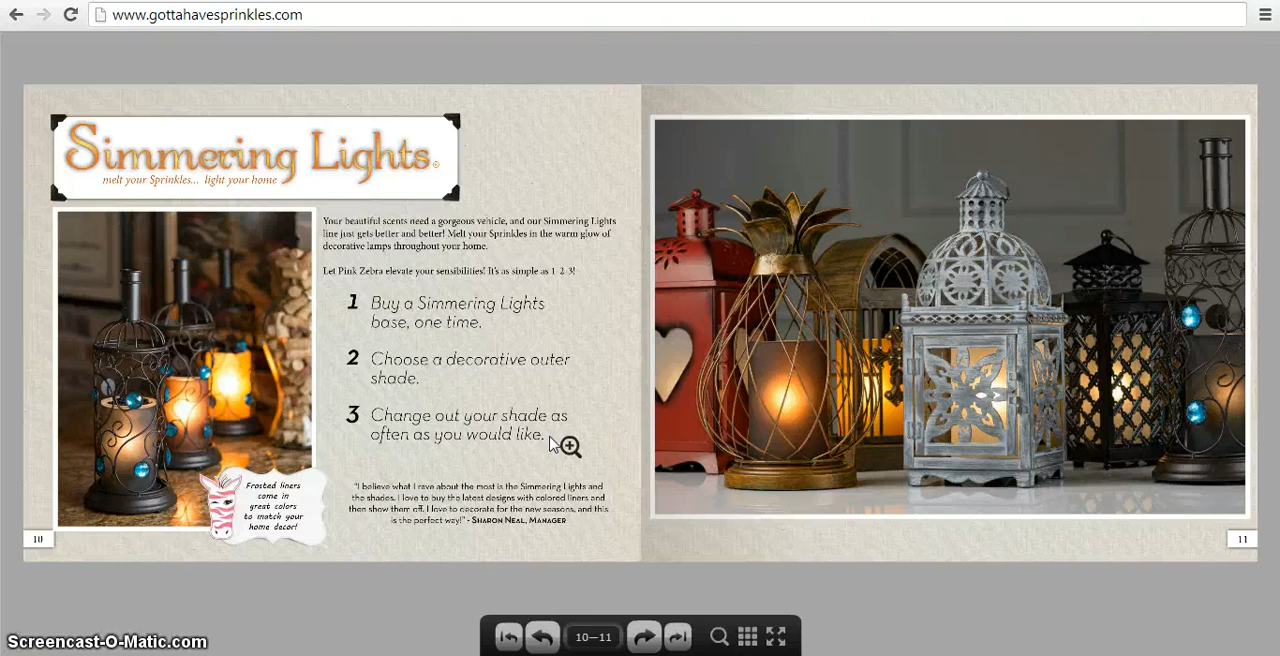 www.gottahavesprinkles.com
Simmering Lights®
melt your Sprinkles... light your home
Your beautiful scents need a gorgeous vehicle, and our Simmering Lights
line just gets better and better! Melt your Sprinkles in the warm glow of
decorative lamps throughout your home.
Let Pink Zebra elevate your sensibilities! It's as simple as 1 2 3!
1 Buy a Simmering Lights
base, one time.
2 Choose a decorative outer
shade.
3 Change out your shade as
often as you would like.
"I believe what I rave about the most is the Simmering Lights and
the shades. I love to buy the latest designs with colored liners and
then show them off. I love to decorate for the new seasons, and this
is the perfect way!" - Sharon Neal, Manager
Frosted liners
come in
great colors
to match your
home decor!
10
11
10—11
Screencast-O-Matic.com